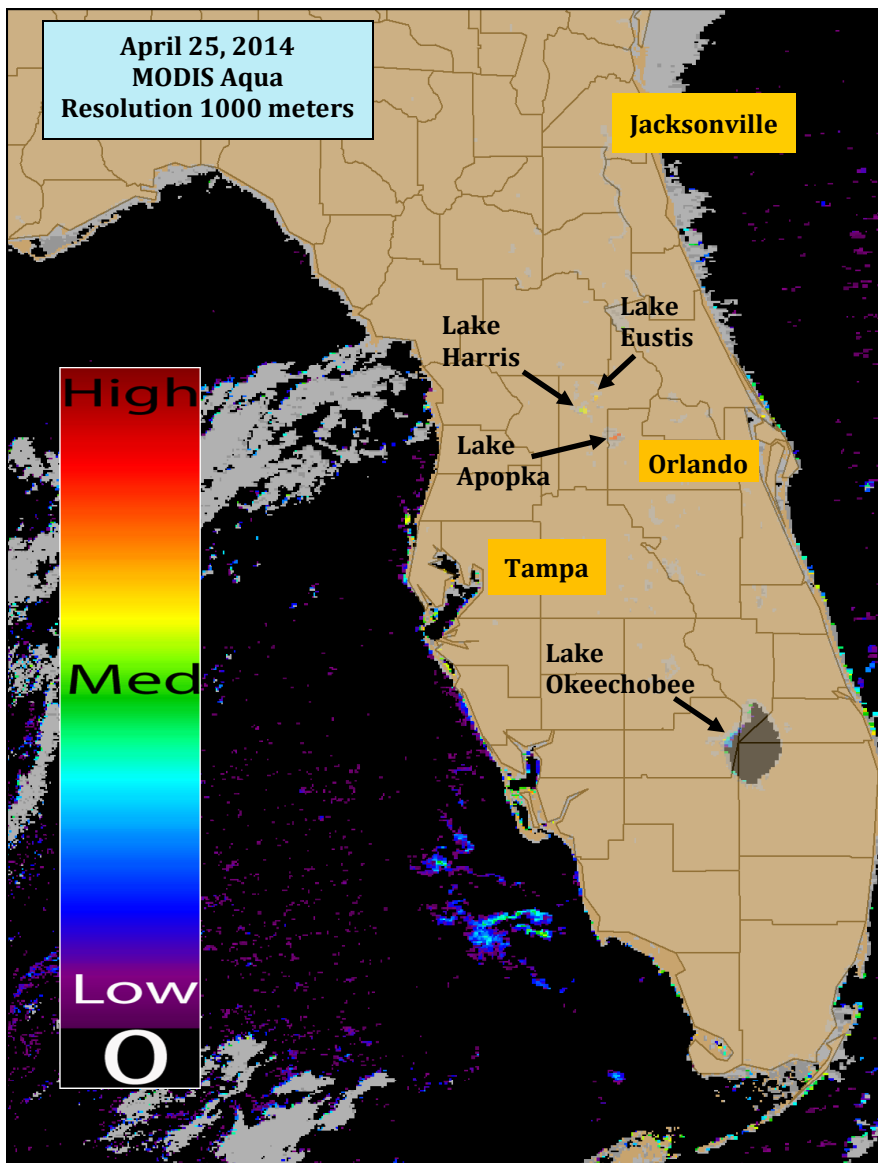 April 25, 2014
MODIS Aqua
Resolution 1000 meters
Jacksonville
Lake
Eustis
Lake
Harris
Lake
Apopka
Orlando
Tampa
Lake
Okeechobee
High
Med
Low
0